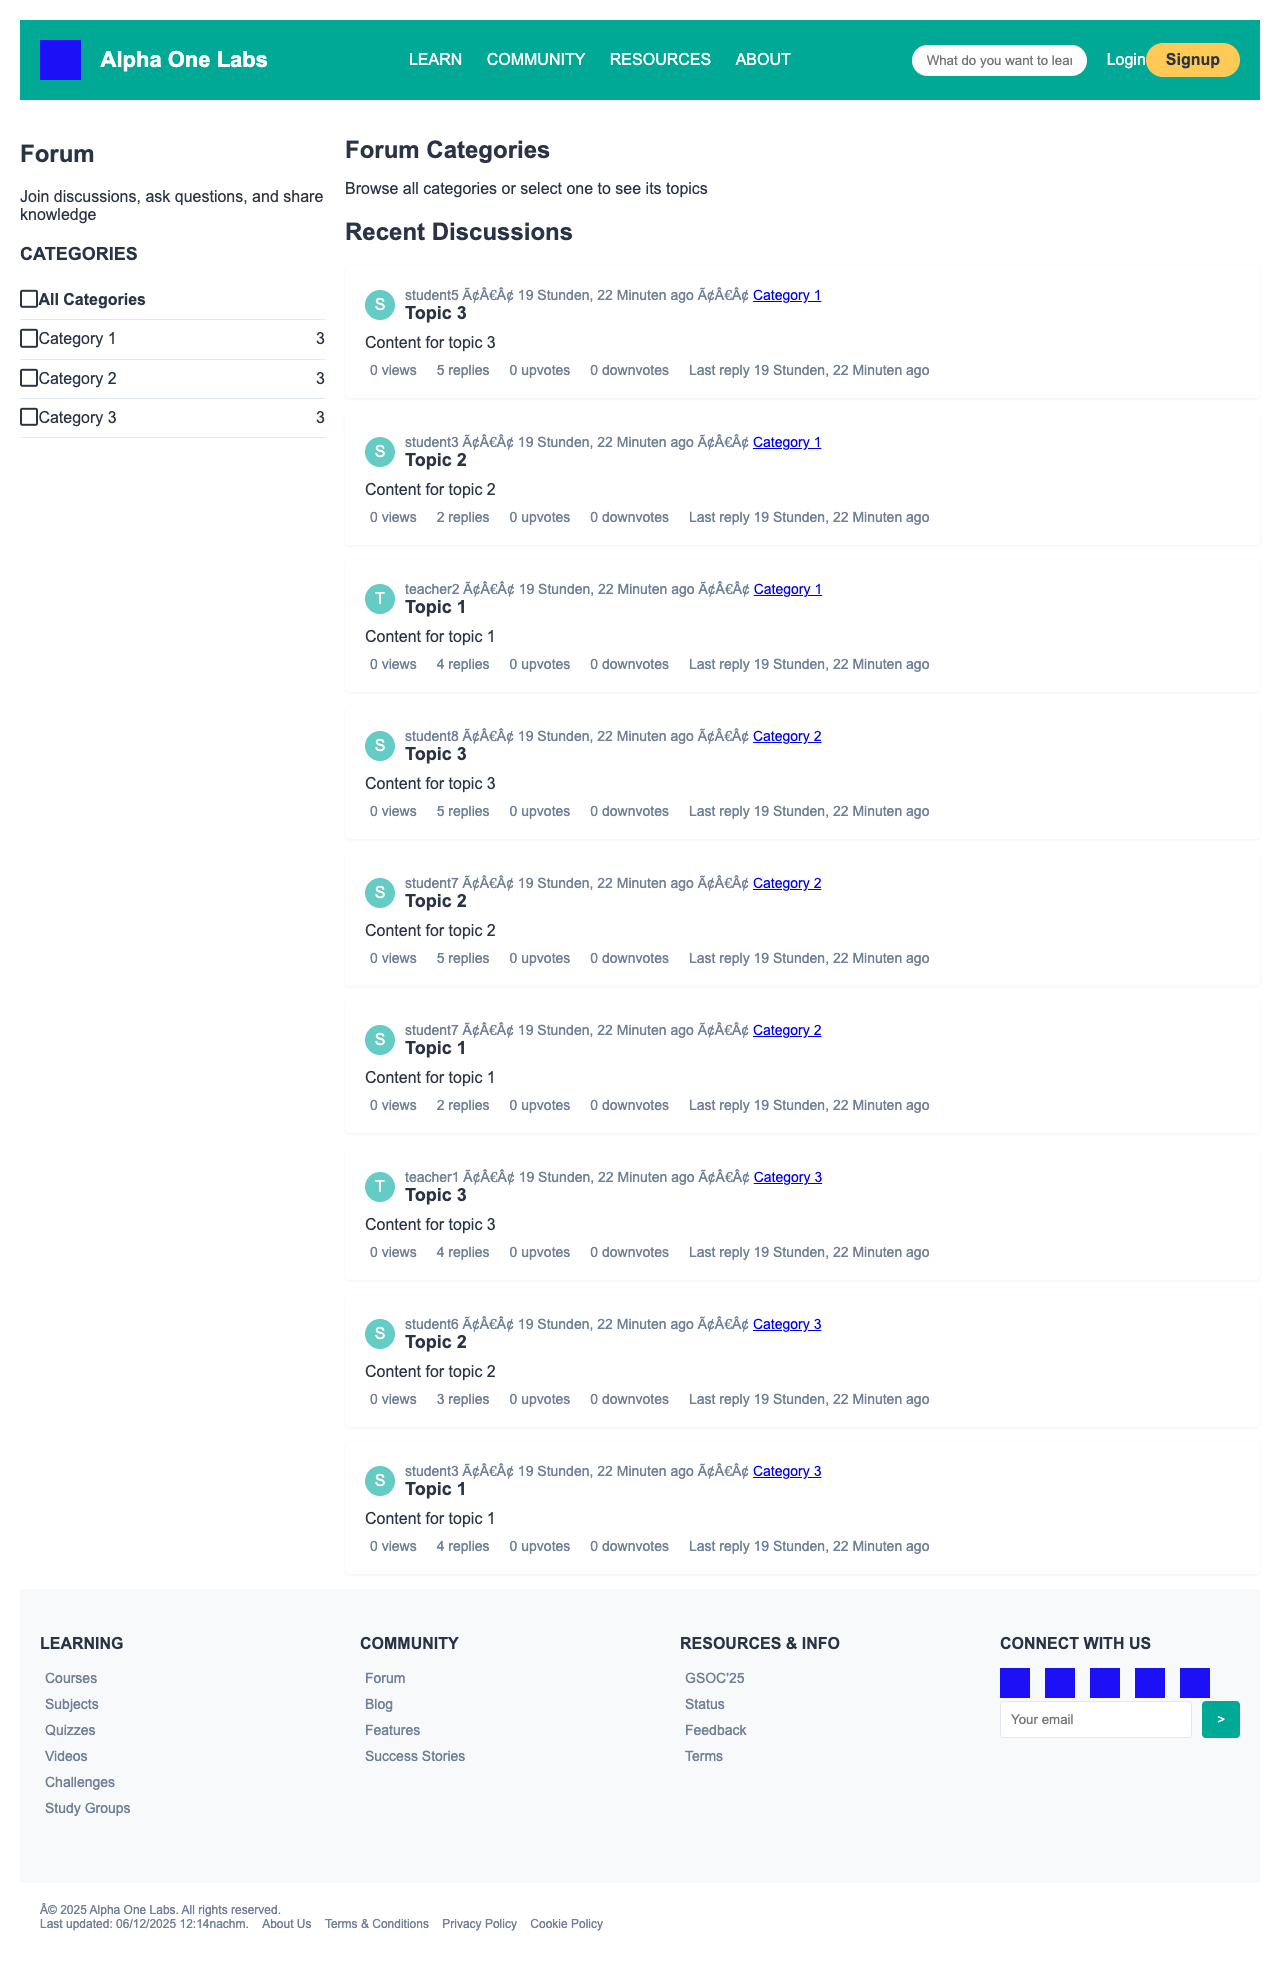 Alpha One Labs
LEARN COMMUNITY RESOURCES ABOUT
What do you want to lear
Login Signup
Forum
Join discussions, ask questions, and share
knowledge
CATEGORIES
All Categories
Category 1 3
Category 2 3
Category 3 3
Forum Categories
Browse all categories or select one to see its topics
Recent Discussions
S
student5 Ã¢Â€Â¢ 19 Stunden, 22 Minuten ago Ã¢Â€Â¢ Category 1
Topic 3
Content for topic 3
0 views 5 replies 0 upvotes 0 downvotes Last reply 19 Stunden, 22 Minuten ago
S
student3 Ã¢Â€Â¢ 19 Stunden, 22 Minuten ago Ã¢Â€Â¢ Category 1
Topic 2
Content for topic 2
0 views 2 replies 0 upvotes 0 downvotes Last reply 19 Stunden, 22 Minuten ago
T
teacher2 Ã¢Â€Â¢ 19 Stunden, 22 Minuten ago Ã¢Â€Â¢ Category 1
Topic 1
Content for topic 1
0 views 4 replies 0 upvotes 0 downvotes Last reply 19 Stunden, 22 Minuten ago
S
student8 Ã¢Â€Â¢ 19 Stunden, 22 Minuten ago Ã¢Â€Â¢ Category 2
Topic 3
Content for topic 3
0 views 5 replies 0 upvotes 0 downvotes Last reply 19 Stunden, 22 Minuten ago
S
student7 Ã¢Â€Â¢ 19 Stunden, 22 Minuten ago Ã¢Â€Â¢ Category 2
Topic 2
Content for topic 2
0 views 5 replies 0 upvotes 0 downvotes Last reply 19 Stunden, 22 Minuten ago
S
student7 Ã¢Â€Â¢ 19 Stunden, 22 Minuten ago Ã¢Â€Â¢ Category 2
Topic 1
Content for topic 1
0 views 2 replies 0 upvotes 0 downvotes Last reply 19 Stunden, 22 Minuten ago
T
teacher1 Ã¢Â€Â¢ 19 Stunden, 22 Minuten ago Ã¢Â€Â¢ Category 3
Topic 3
Content for topic 3
0 views 4 replies 0 upvotes 0 downvotes Last reply 19 Stunden, 22 Minuten ago
S
student6 Ã¢Â€Â¢ 19 Stunden, 22 Minuten ago Ã¢Â€Â¢ Category 3
Topic 2
Content for topic 2
0 views 3 replies 0 upvotes 0 downvotes Last reply 19 Stunden, 22 Minuten ago
S
student3 Ã¢Â€Â¢ 19 Stunden, 22 Minuten ago Ã¢Â€Â¢ Category 3
Topic 1
Content for topic 1
0 views 4 replies 0 upvotes 0 downvotes Last reply 19 Stunden, 22 Minuten ago
LEARNING
Courses
Subjects
Quizzes
Videos
Challenges
Study Groups
COMMUNITY
Forum
Blog
Features
Success Stories
RESOURCES & INFO
GSOC'25
Status
Feedback
Terms
CONNECT WITH US
Your email >
Â© 2025 Alpha One Labs. All rights reserved.
Last updated: 06/12/2025 12:14nachm. About Us Terms & Conditions Privacy Policy Cookie Policy